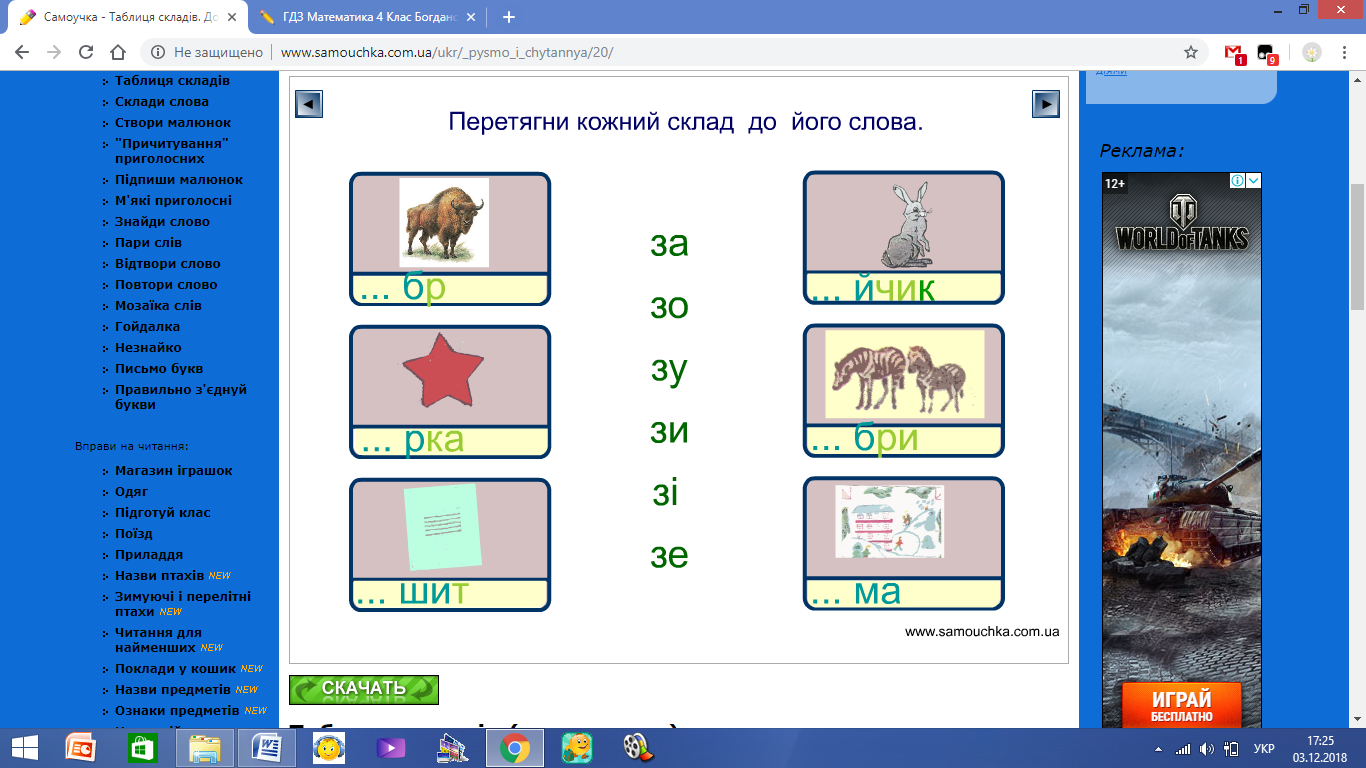 Самоучка - Таблиця складів. До
ГДЗ Математика 4 Клас Богдано
Не защищено
www.samouchka.com.ua/ukr/_pysmo_i_chytannya/20/
1
9
Таблиця складів
Склади слова
Створи малюнок
"Причитування"
приголосних
Підпиши малюнок
М'які приголосні
Знайди слово
Пари слів
Відтвори слово
Повтори слово
Мозаїка слів
Гойдалка
Незнайко
Письмо букв
Правильно з'єднуй
букви
Вправи на читання:
Магазин іграшок
Одяг
Підготуй клас
Поїзд
Приладдя
Назви птахів NEW
Зимуючі і перелітні
птахи NEW
Читання для
найменших NEW
Поклади у кошик NEW
Назви предметів NEW
Ознаки предметів NEW
Перетягни кожний склад до його слова.
... бр
... рка
... шит
за
зо
зу
зи
зі
зе
... йчик
... бри
... ма
www.samouchka.com.ua
СКАЧАТЬ
діями
Реклама:
12+
WORLD OF TANKS
ИГРАЙ
БЕСПЛАТНО
УКР
17:25
03.12.2018